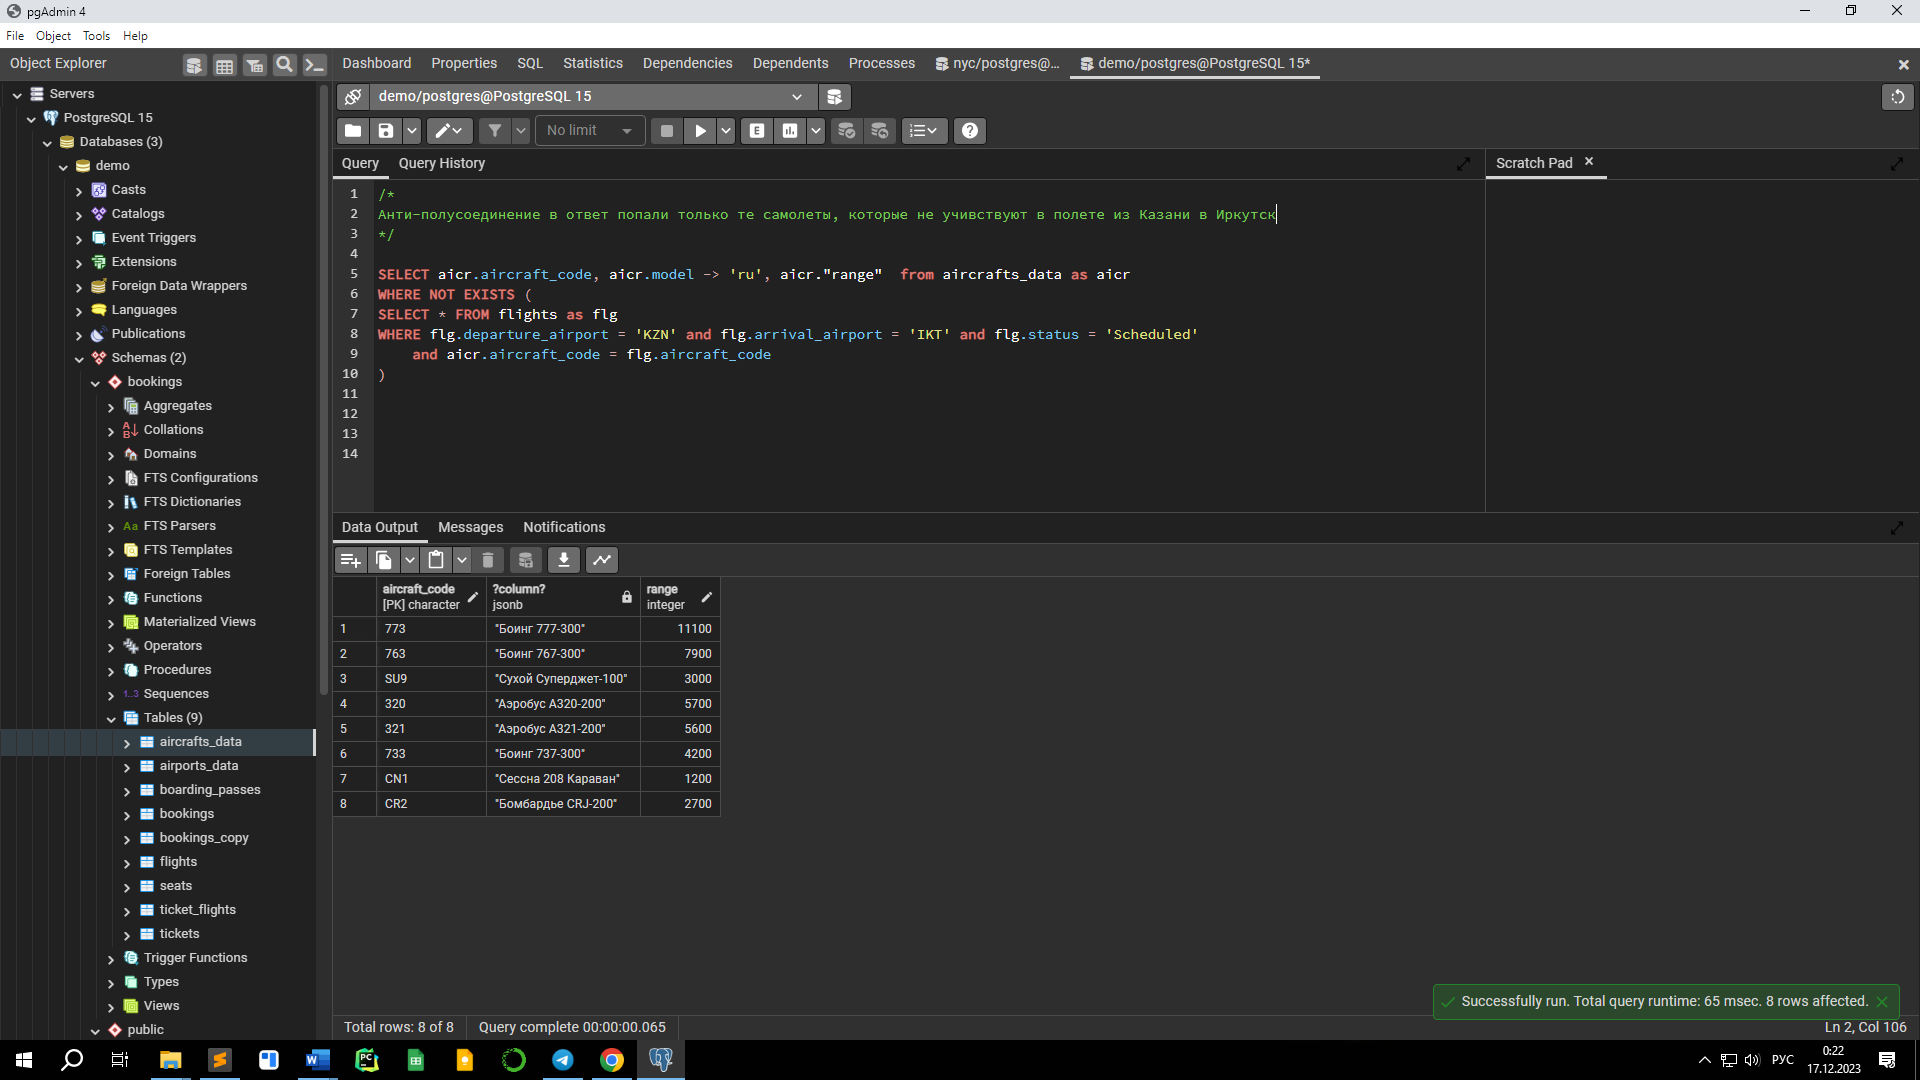 pgAdmin 4
File Object Tools Help
Object Explorer
Dashboard Properties SQL Statistics Dependencies Dependents Processes nyc/postgres@... demo/postgres@PostgreSQL 15*
Servers
PostgreSQL 15
Databases (3)
demo
Casts
Catalogs
Event Triggers
Extensions
Foreign Data Wrappers
Languages
Publications
Schemas (2)
bookings
Aggregates
Collations
Domains
FTS Configurations
FTS Dictionaries
Aa FTS Parsers
FTS Templates
Foreign Tables
Functions
Materialized Views
Operators
Procedures
1..3 Sequences
Tables (9)
aircrafts_data
airports_data
boarding_passes
bookings
bookings_copy
flights
seats
ticket_flights
tickets
Trigger Functions
Types
Views
public
demo/postgres@PostgreSQL 15
No limit
E
Query Query History
Scratch Pad
1 /*
2 Анти-полусоединение в ответ попали только те самолеты, которые не учивствуют в полете из Казани в Иркутск
3 */
4
5 SELECT aicr.aircraft_code, aicr.model -> 'ru', aicr."range"  from aircrafts_data as aicr
6 WHERE NOT EXISTS (
7 SELECT * FROM flights as flg
8 WHERE flg.departure_airport = 'KZN' and flg.arrival_airport = 'IKT' and flg.status = 'Scheduled'
9     and aicr.aircraft_code = flg.aircraft_code
10 )
11
12
13
14
Data Output Messages Notifications
aircraft_code ?column? range
[PK] character jsonb integer
1 773 "Боинг 777-300" 11100
2 763 "Боинг 767-300" 7900
3 SU9 "Сухой Суперджет-100" 3000
4 320 "Аэробус A320-200" 5700
5 321 "Аэробус A321-200" 5600
6 733 "Боинг 737-300" 4200
7 CN1 "Сессна 208 Караван" 1200
8 CR2 "Бомбардье CRJ-200" 2700
Successfully run. Total query runtime: 65 msec. 8 rows affected.
Total rows: 8 of 8 Query complete 00:00:00.065
Ln 2, Col 106
РУС
0:22
17.12.2023